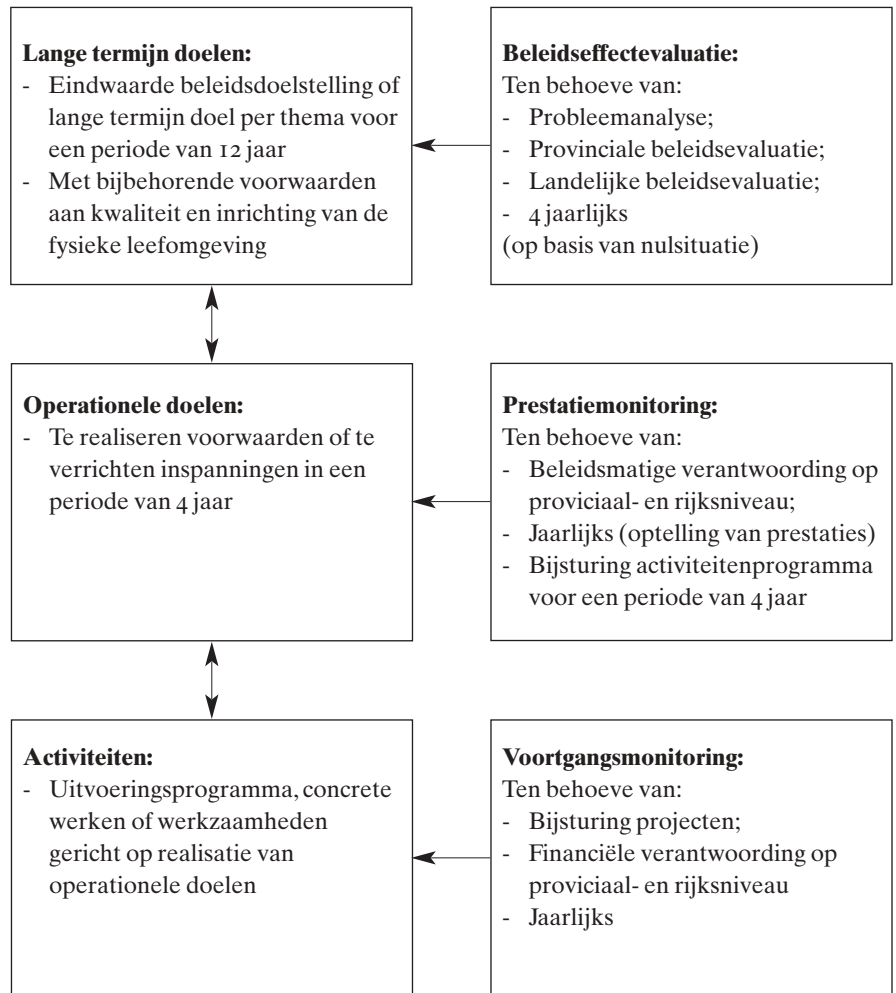 Lange termijn doelen:
- Eindwaarde beleidsdoelstelling of
lange termijn doel per thema voor
een periode van 12 jaar
- Met bijbehorende voorwaarden
aan kwaliteit en inrichting van de
fysieke leefomgeving
Beleidseffectevaluatie:
Ten behoeve van:
- Probleemanalyse;
- Provinciale beleidsevaluatie;
- Landelijke beleidsevaluatie;
- 4 jaarlijks
(op basis van nulsituatie)
Operationele doelen:
- Te realiseren voorwaarden of te
verrichten inspanningen in een
periode van 4 jaar
Prestatiemonitoring:
Ten behoeve van:
- Beleidsmatige verantwoording op
proviciaal- en rijksniveau;
- Jaarlijks (optelling van prestaties)
- Bijsturing activiteitenprogramma
voor een periode van 4 jaar
Activiteiten:
- Uitvoeringsprogramma, concrete
werken of werkzaamheden
gericht op realisatie van
operationele doelen
Voortgangsmonitoring:
Ten behoeve van:
- Bijsturing projecten;
- Financiële verantwoording op
proviciaal- en rijksniveau
- Jaarlijks